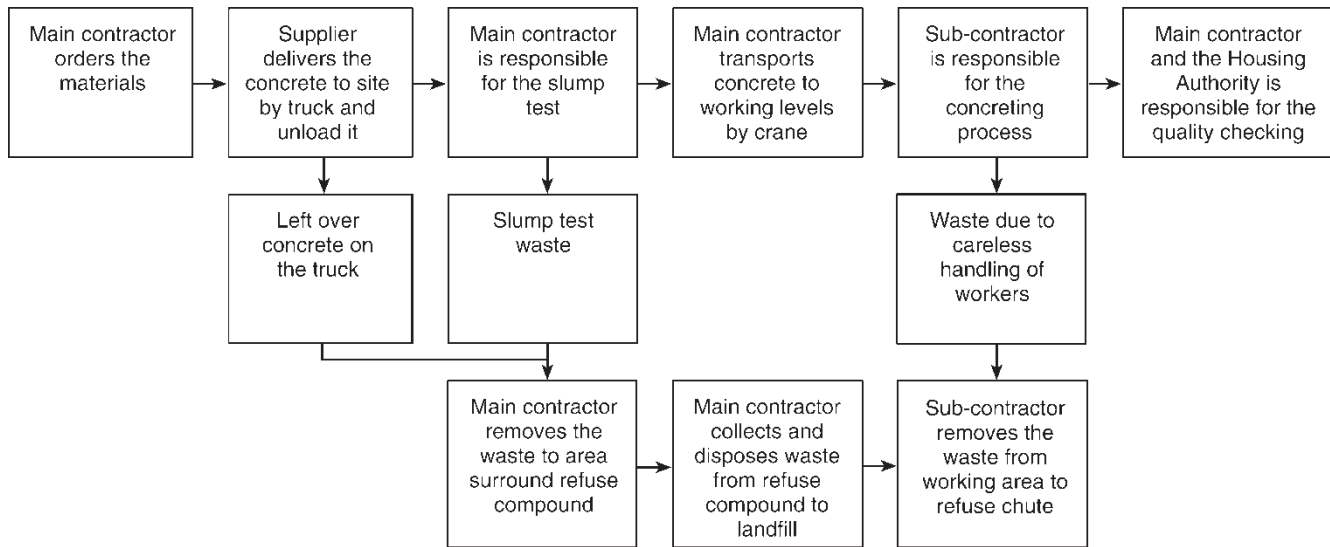 Main contractor
orders the
materials
Supplier
delivers the
concrete to site
by truck and
unload it
Main contractor
is responsible
for the slump
test
Main contractor
transports
concrete to
working levels
by crane
Sub-contractor
is responsible
for the
concreting
process
Main contractor
and the Housing
Authority is
responsible for the
quality checking
Left over
concrete on
the truck
Slump test
waste
Waste due to
careless
handling of
workers
Main contractor
removes the
waste to area
surround refuse
compound
Main contractor
collects and
disposes waste
from refuse
compound to
landfill
Sub-contractor
removes the
waste from
working area to
refuse chute